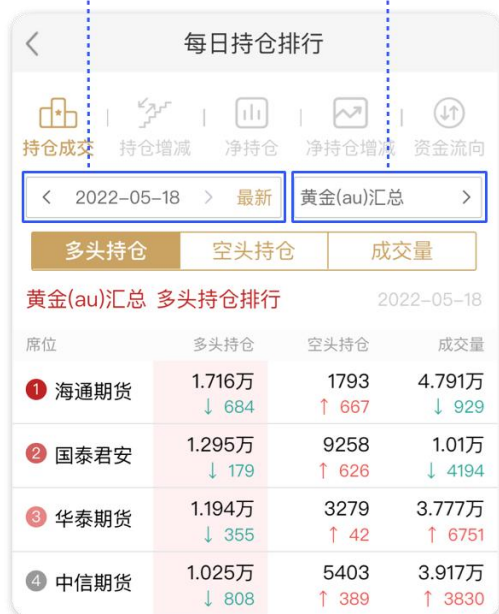 每日持仓排行
持仓成交 持仓增减 净持仓 净持仓增减 资金流向
2022-05-18 最新 黄金(au)汇总
多头持仓 空头持仓 成交量
黄金(au)汇总 多头持仓排行 2022-05-18
席位 多头持仓 空头持仓 成交量
1 海通期货 1.716万 1793 4.791万
↓ 684 ↑ 667 ↓ 929
2 国泰君安 1.295万 9258 1.01万
↓ 179 ↑ 626 ↓ 4194
3 华泰期货 1.194万 3279 3.777万
↓ 355 ↑ 42 ↑ 6751
4 中信期货 1.025万 5403 3.917万
↓ 808 ↑ 389 ↑ 3830